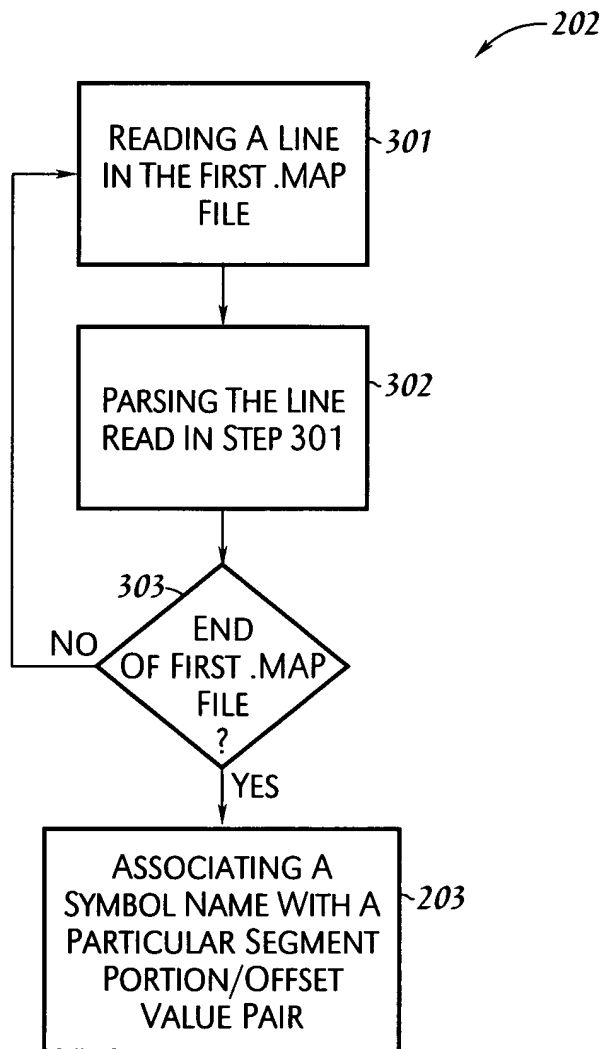 202
READING A LINE
IN THE FIRST .MAP
FILE
301
PARSING THE LINE
READ IN STEP 301
302
303
END
OF FIRST .MAP
FILE
?
NO
YES
ASSOCIATING A
SYMBOL NAME WITH A
PARTICULAR SEGMENT
PORTION/OFFSET
VALUE PAIR
203